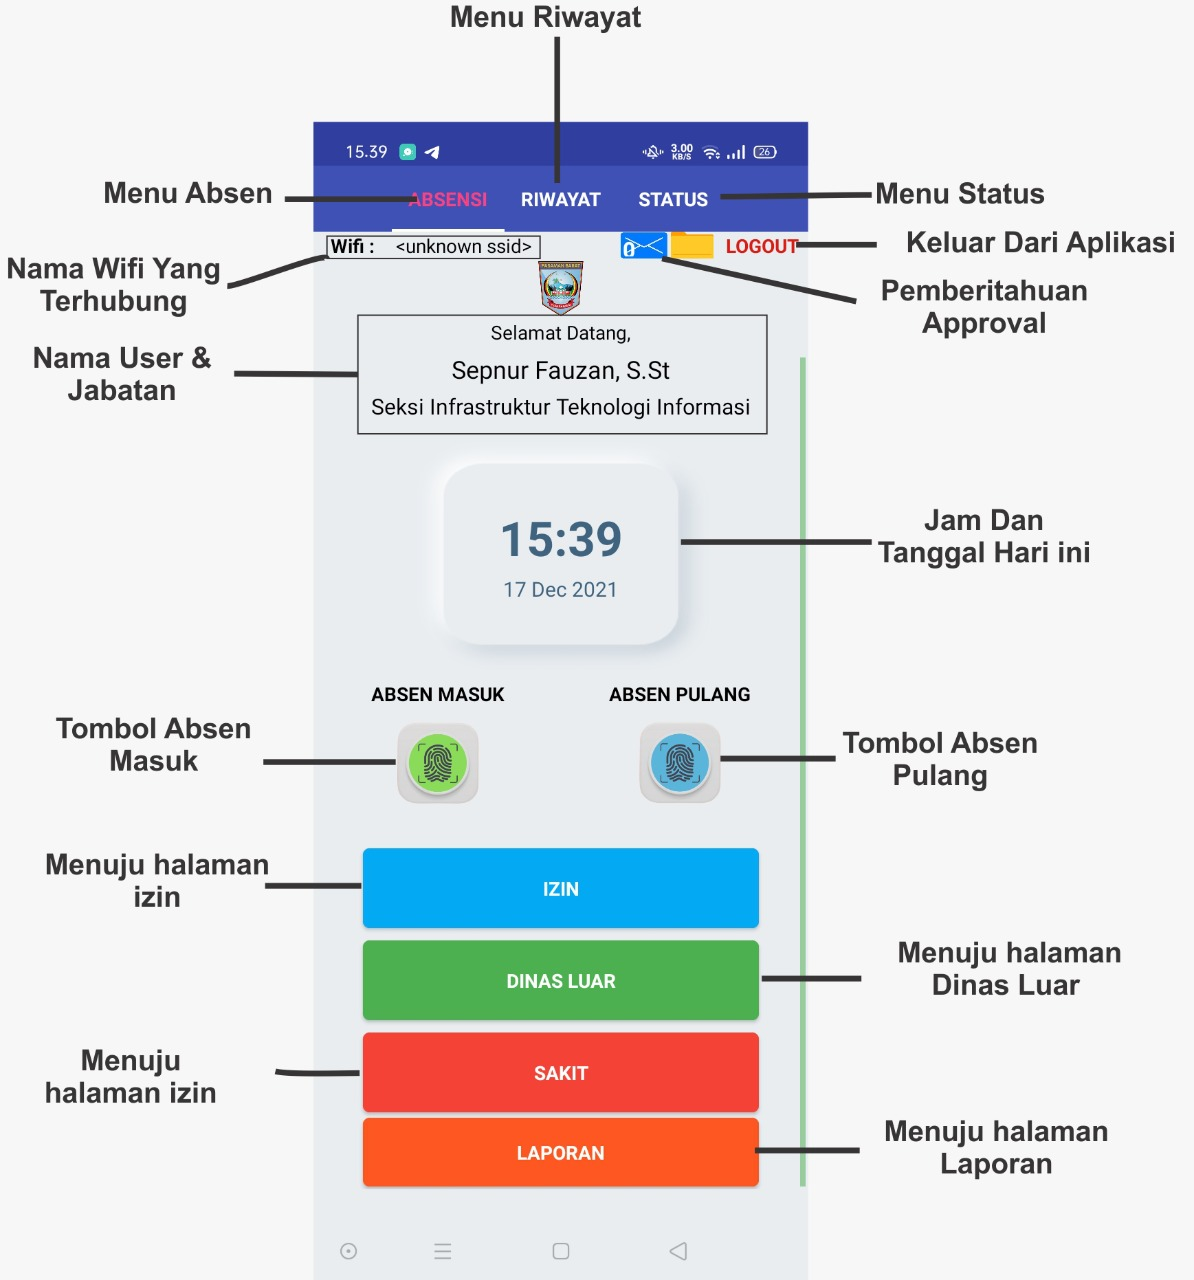 Menu Riwayat
15.39
3.00
KB/S
26
Menu Absen
ABSENSI
RIWAYAT
STATUS
Menu Status
Wifi : <unknown ssid>
0
LOGOUT
Keluar Dari Aplikasi
Nama Wifi Yang
Terhubung
Pemberitahuan
Approval
PASAMAN BARAT
Nama User &
Jabatan
Selamat Datang,
Sepnur Fauzan, S.St
Seksi Infrastruktur Teknologi Informasi
15:39
17 Dec 2021
Jam Dan
Tanggal Hari ini
ABSEN MASUK
ABSEN PULANG
Tombol Absen
Masuk
Tombol Absen
Pulang
Menuju halaman
izin
IZIN
DINAS LUAR
Menuju halaman
Dinas Luar
Menuju
halaman izin
SAKIT
LAPORAN
Menuju halaman
Laporan